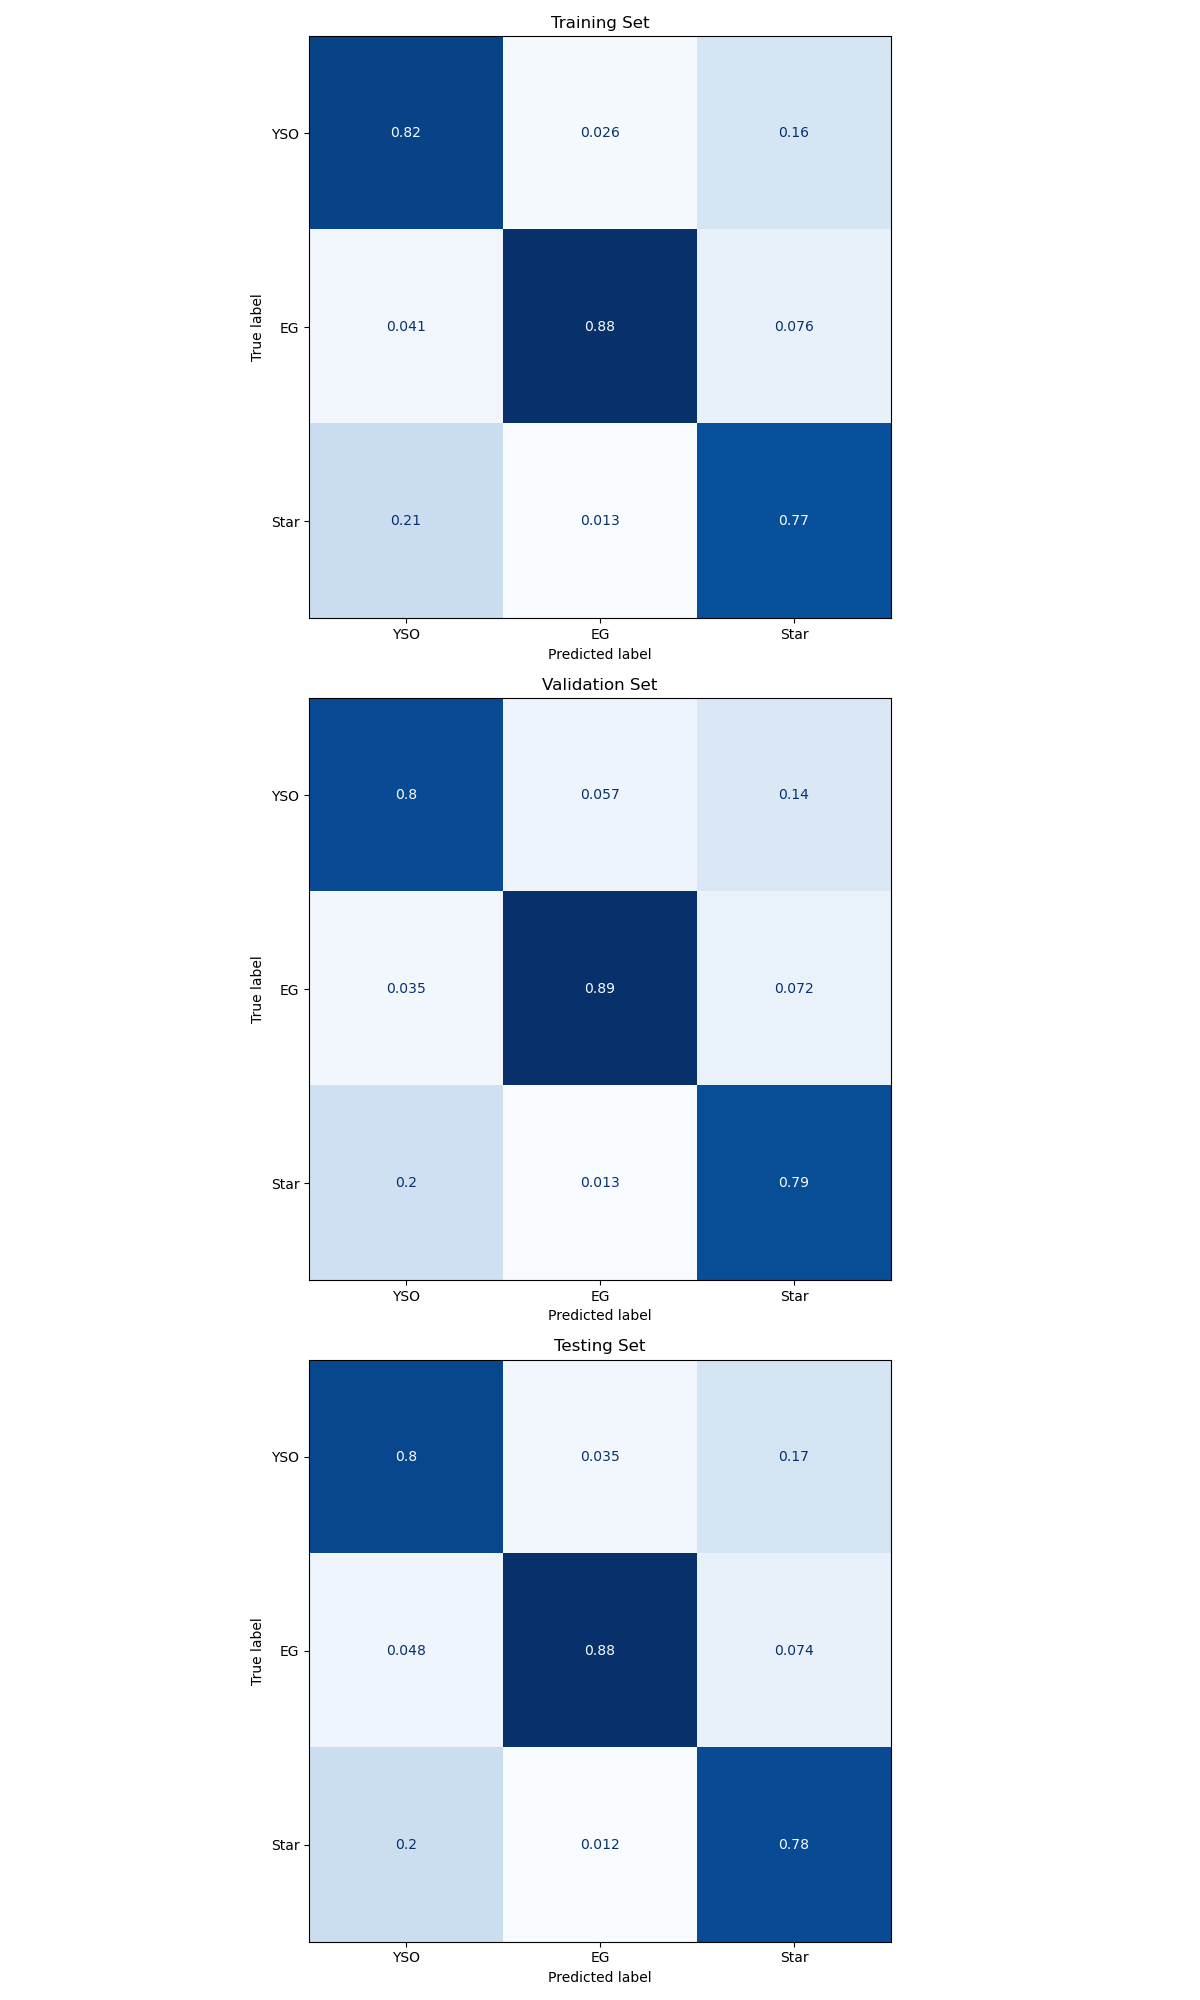 Training Set
YSO 0.82 0.026 0.16
EG 0.041 0.88 0.076
Star 0.21 0.013 0.77
True label
YSO EG Star
Predicted label
Validation Set
YSO 0.8 0.057 0.14
EG 0.035 0.89 0.072
Star 0.2 0.013 0.79
True label
YSO EG Star
Predicted label
Testing Set
YSO 0.8 0.035 0.17
EG 0.048 0.88 0.074
Star 0.2 0.012 0.78
True label
YSO EG Star
Predicted label